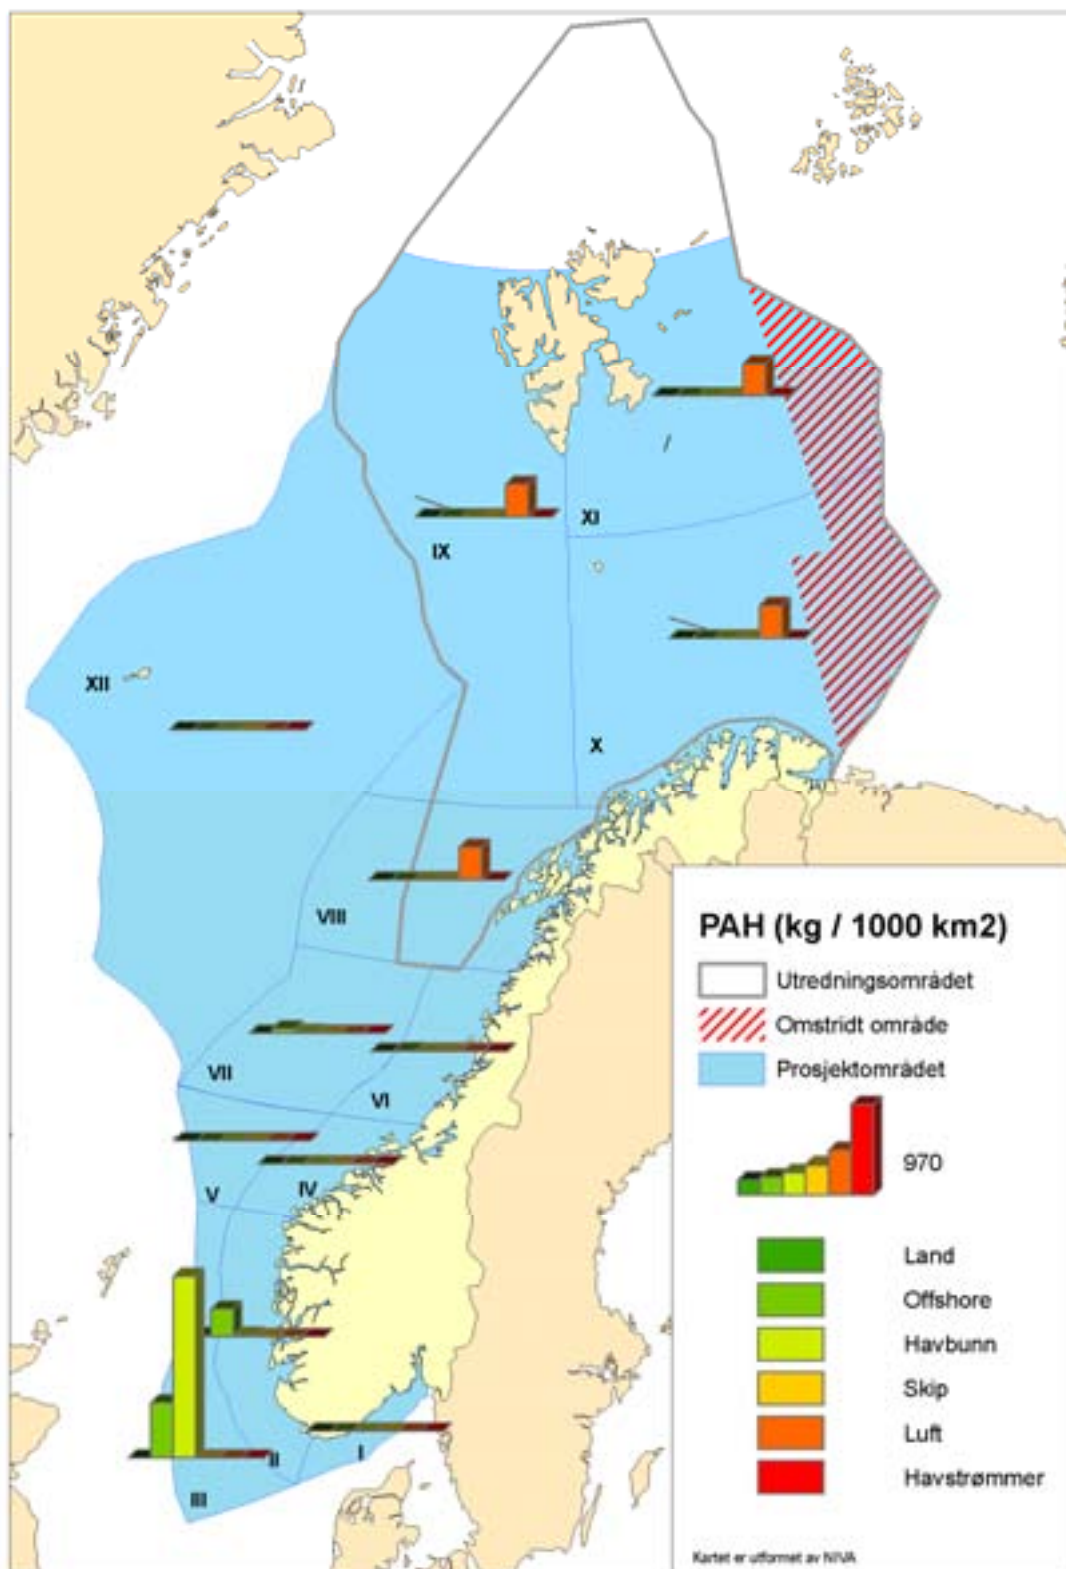 XI
IX
XII
X
VIII
VII
VI
V
IV
II
I
III
PAH (kg / 1000 km2)
Utredningsområdet
Omstridt område
Prosjektområdet
970
Land
Offshore
Havbunn
Skip
Luft
Havstrømmer
Kartet er utformet av NIVA